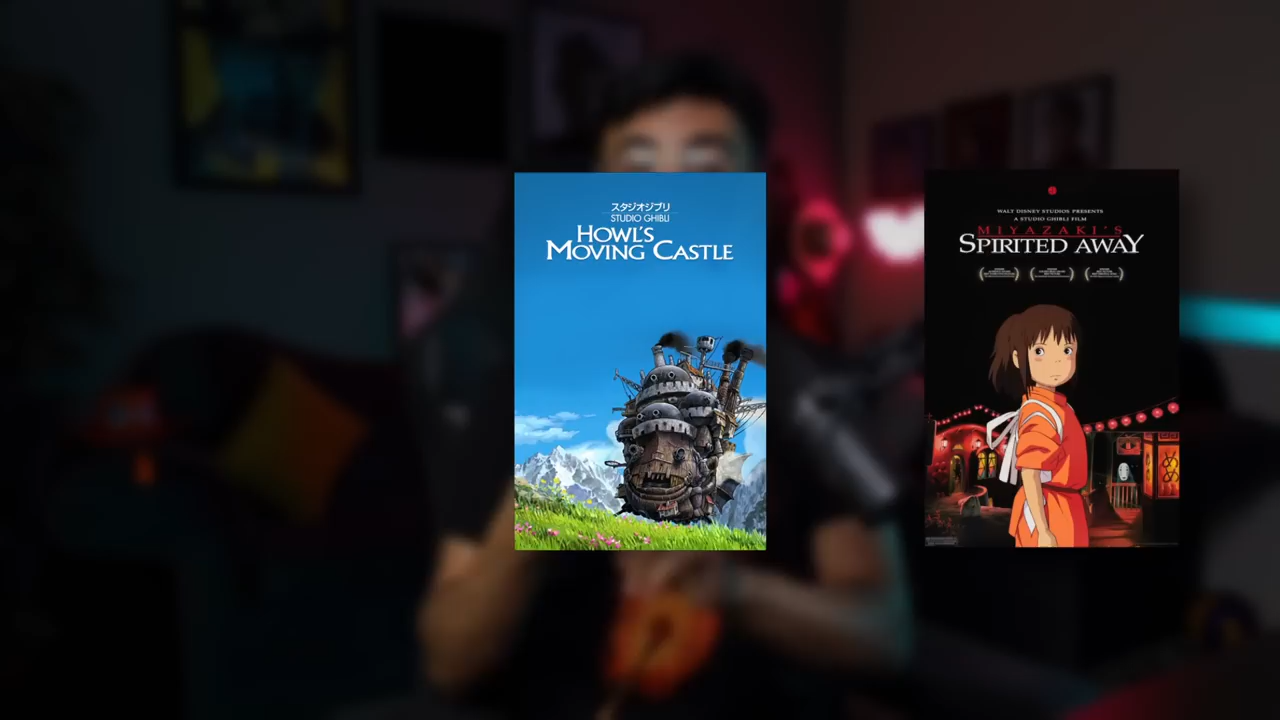 スタジオジブリ
STUDIO GHIBLI
HOWL'S
MOVING CASTLE
WALT DISNEY STUDIOS PRESENTS
A STUDIO GHIBLI FILM
MIYAZAKI'S
SPIRITED AWAY